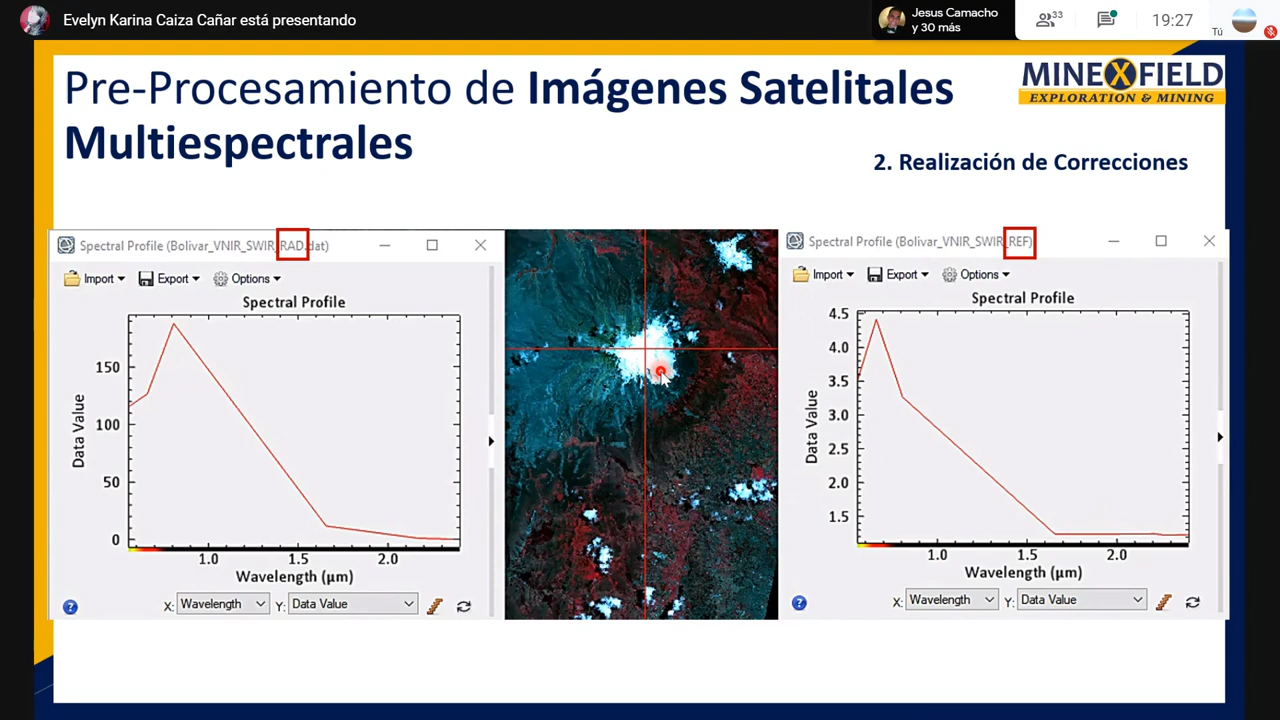 Evelyn Karina Caiza Cañar está presentando
Jesus Camacho
y 30 más
33
19:27
Tú
Pre-Procesamiento de Imágenes Satelitales
Multiespectrales
MINEXFIELD
EXPLORATION & MINING
2. Realización de Correcciones
Spectral Profile (Bolivar_VNIR_SWIR_RAD.dat)
Import Export Options
Spectral Profile
150
100
50
0
Data Value
1.0 1.5 2.0
Wavelength (µm)
X: Wavelength Y: Data Value
Spectral Profile (Bolivar_VNIR_SWIR_REF)
Import Export Options
Spectral Profile
4.5
4.0
3.5
3.0
2.5
2.0
1.5
Data Value
1.0 1.5 2.0
Wavelength (µm)
X: Wavelength Y: Data Value